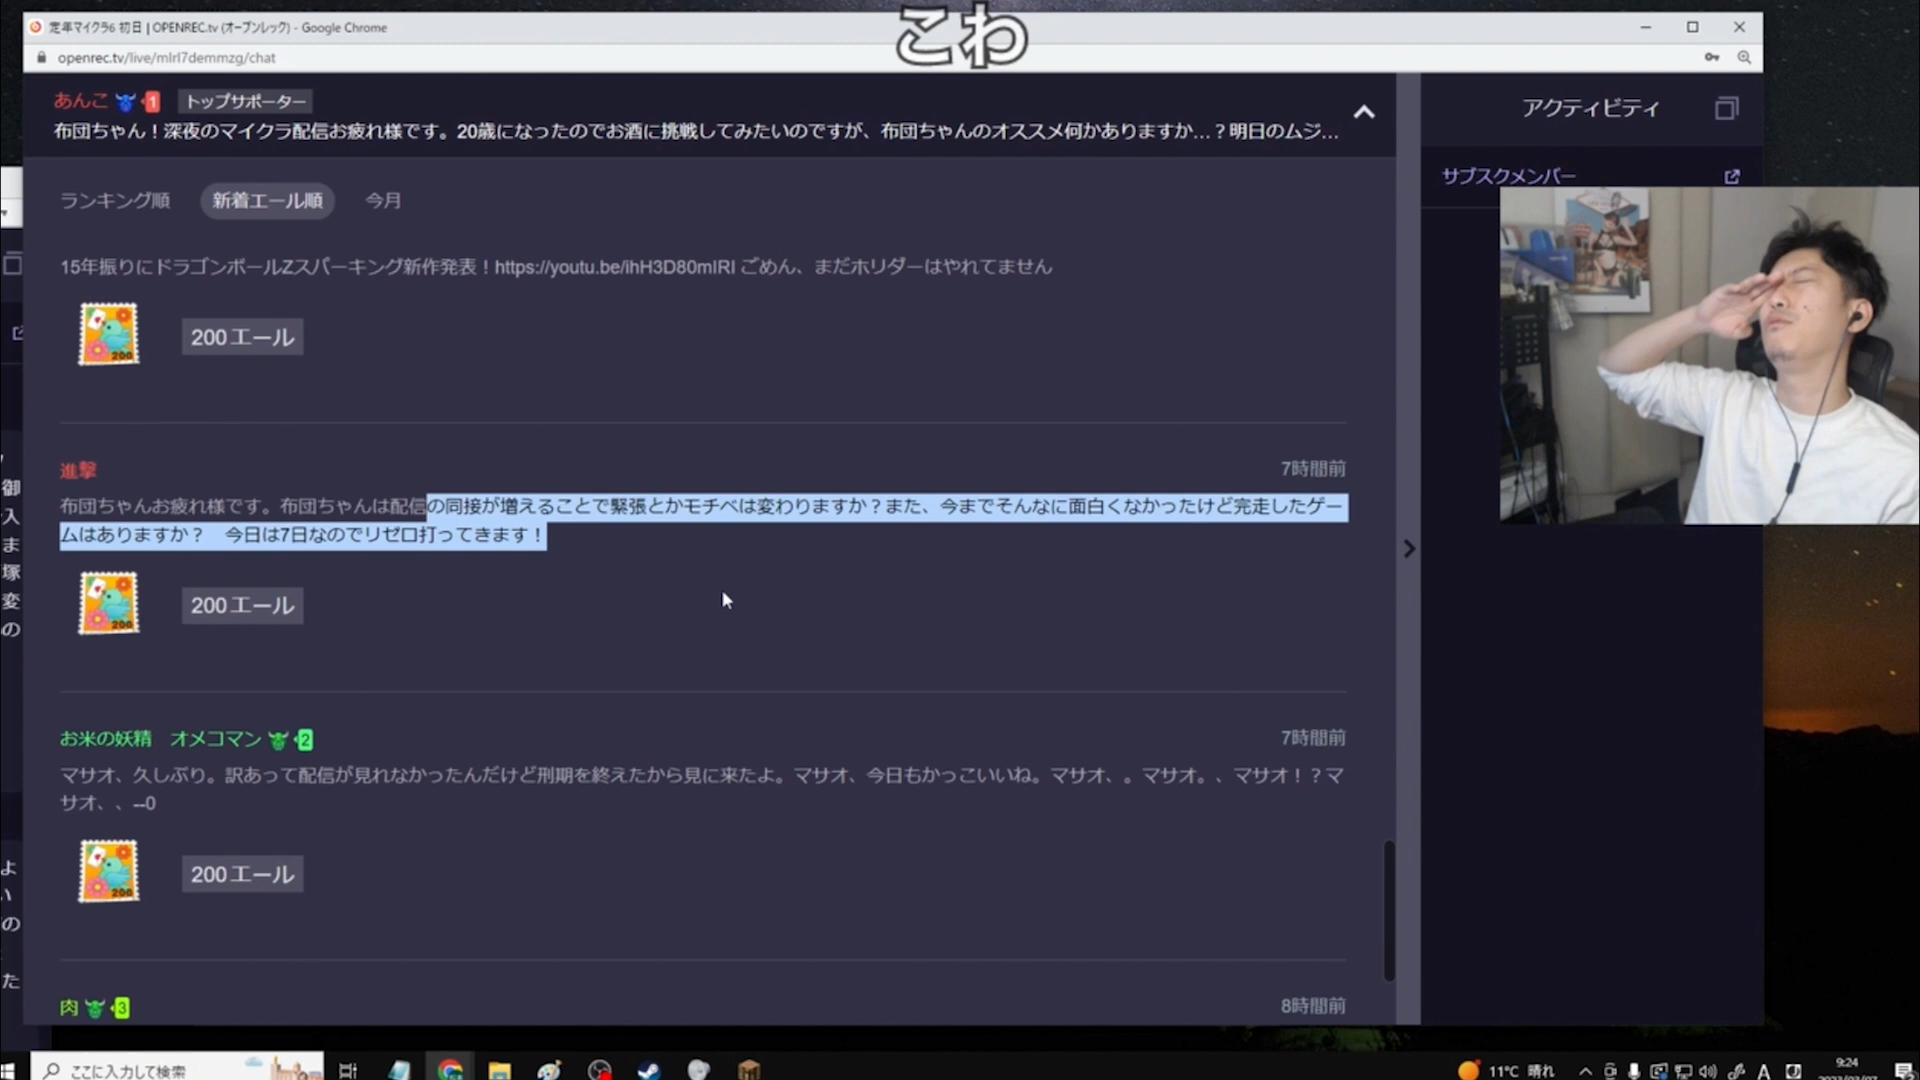 こわ
定年マイクラ6 初日 | OPENREC.tv (オープンレック) - Google Chrome
openrec.tv/live/mlrl7demmzg/chat
あんこ 1 トップサポーター
布団ちゃん！深夜のマイクラ配信お疲れ様です。20歳になったのでお酒に挑戦してみたいのですが、布団ちゃんのオススメ何かありますか…？明日のムジ...
アクティビティ
サブスクメンバー
ランキング順 新着エール順 今月
15年振りにドラゴンボールZスパーキング新作発表！https://youtu.be/ihH3D80mIRI ごめん、まだホリダーはやれてません
200
200エール
進撃 7時間前
布団ちゃんお疲れ様です。布団ちゃんは配信の同接が増えることで緊張とかモチベは変わりますか？また、今までそんなに面白くなかったけど完走したゲー
ムはありますか？　今日は7日なのでリゼロ打ってきます！
200
200エール
お米の妖精　オメコマン 2 7時間前
マサオ、久しぶり。訳あって配信が見れなかったんだけど刑期を終えたから見に来たよ。マサオ、今日もかっこいいね。マサオ、。マサオ。、マサオ！？マ
サオ、、--0
200
200エール
肉 3 8時間前
御
入
ま
塚
変
の
よ
い
の
た
ここに入力して検索
11℃ 晴れ
A
9:24